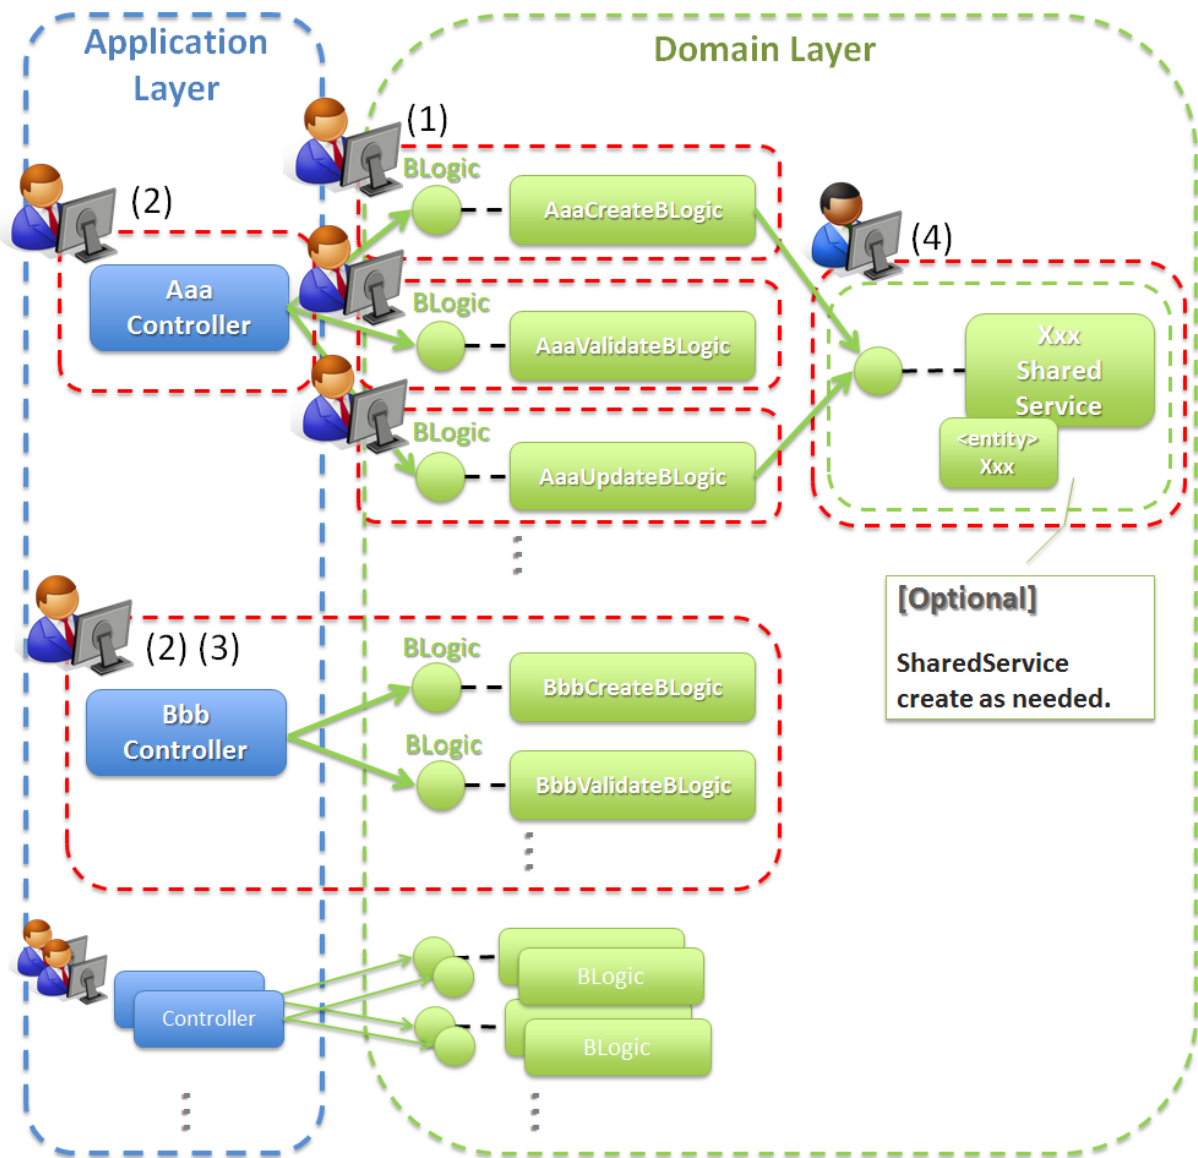 Application
Layer
Domain Layer
(1)
BLogic
AaaCreateBLogic
(2)
Aaa
Controller
BLogic
AaaValidateBLogic
BLogic
AaaUpdateBLogic
(4)
Xxx
Shared
Service
<entity>
Xxx
[Optional]
SharedService
create as needed.
(2) (3)
Bbb
Controller
BLogic
BbbCreateBLogic
BLogic
BbbValidateBLogic
Controller
BLogic
BLogic